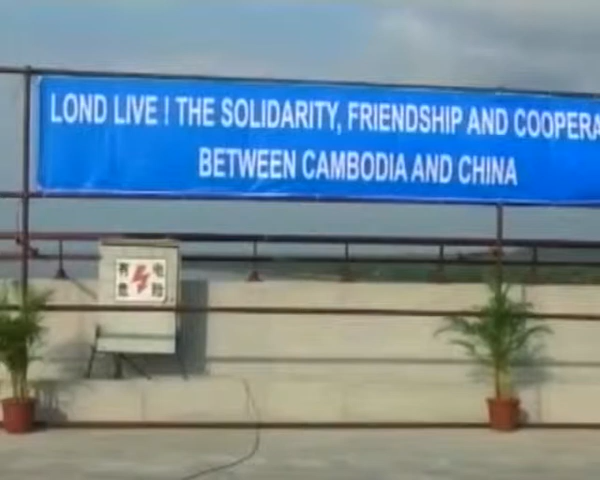 LOND LIVE ! THE SOLIDARITY, FRIENDSHIP AND COOPERA
BETWEEN CAMBODIA AND CHINA
有 电
危 险